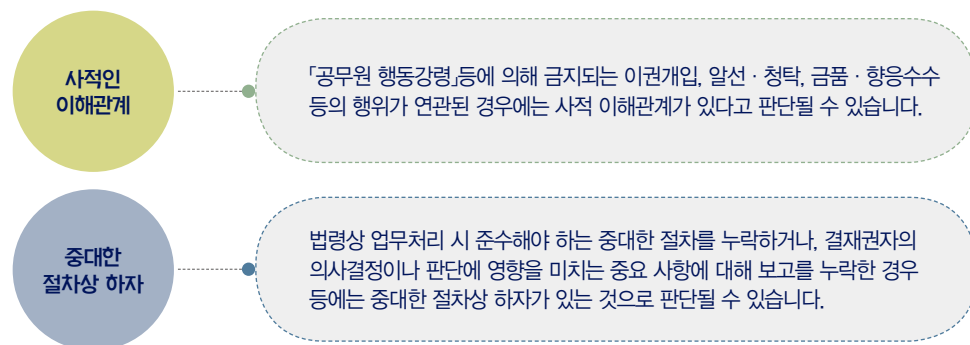 사적인
이해관계
「공무원 행동강령」등에 의해 금지되는 이권개입, 알선 · 청탁, 금품 · 향응수수
등의 행위가 연관된 경우에는 사적 이해관계가 있다고 판단될 수 있습니다.
중대한
절차상 하자
법령상 업무처리 시 준수해야 하는 중대한 절차를 누락하거나, 결재권자의
의사결정이나 판단에 영향을 미치는 중요 사항에 대해 보고를 누락한 경우
등에는 중대한 절차상 하자가 있는 것으로 판단될 수 있습니다.